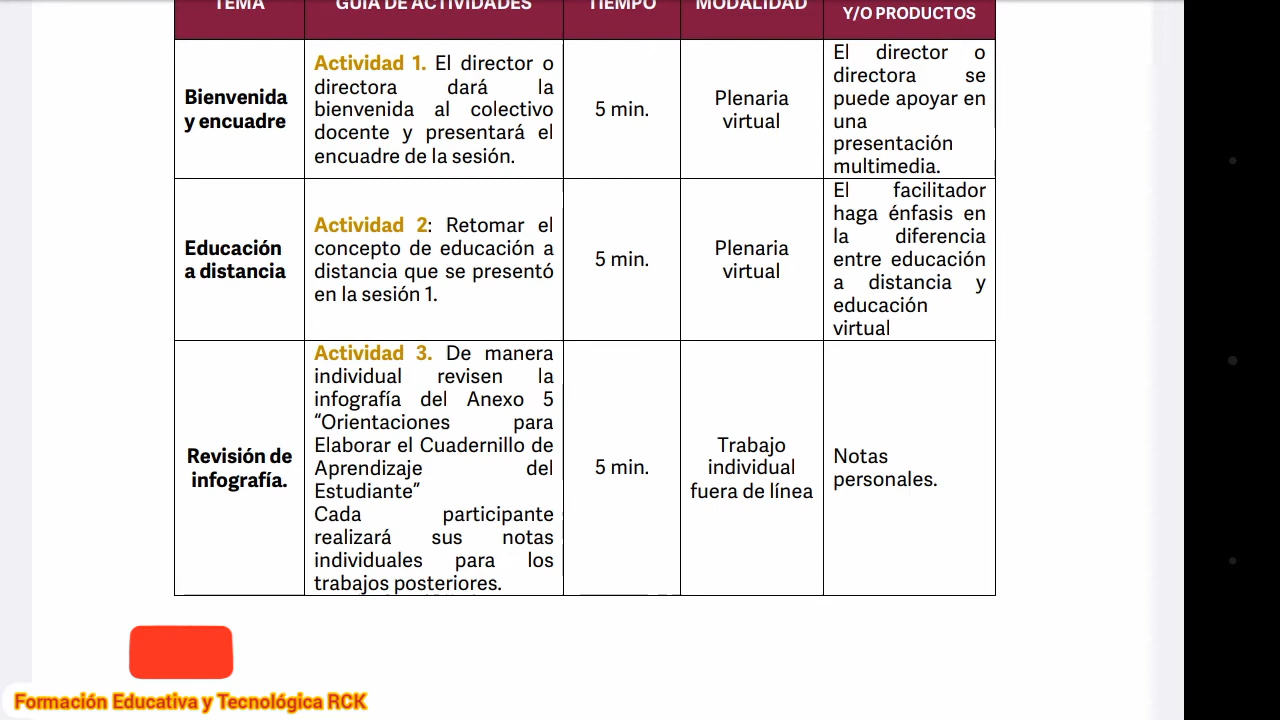 TEMA
GUÍA DE ACTIVIDADES
TIEMPO
MODALIDAD
Y/O PRODUCTOS
Bienvenida
y encuadre
Actividad 1. El director o
directora dará la
bienvenida al colectivo
docente y presentará el
encuadre de la sesión.
5 min.
Plenaria
virtual
El director o
directora se
puede apoyar en
una
presentación
multimedia.
Educación
a distancia
Actividad 2: Retomar el
concepto de educación a
distancia que se presentó
en la sesión 1.
5 min.
Plenaria
virtual
El facilitador
haga énfasis en
la diferencia
entre educación
a distancia y
educación
virtual
Revisión de
infografía.
Actividad 3. De manera
individual revisen la
infografía del Anexo 5
“Orientaciones para
Elaborar el Cuadernillo de
Aprendizaje del
Estudiante”
Cada participante
realizará sus notas
individuales para los
trabajos posteriores.
5 min.
Trabajo
individual
fuera de línea
Notas
personales.
Formación Educativa y Tecnológica RCK